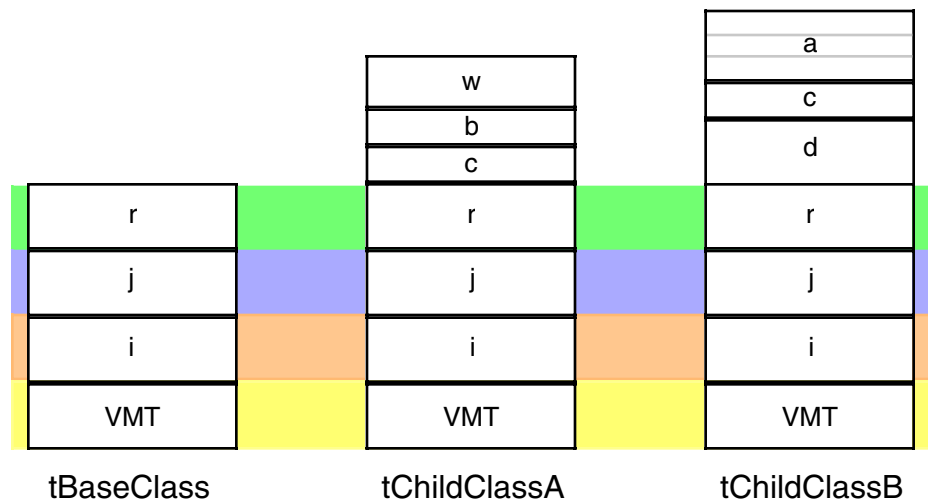 a
w
c
b
d
c
r r r
j j j
i i i
VMT VMT VMT
tBaseClass tChildClassA tChildClassB